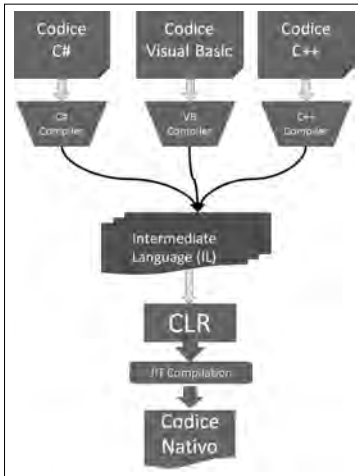 Codice
C#
Codice
Visual Basic
Codice
C++
C#
Compiler
VB
Compiler
C++
Compiler
Intermediate
Language (IL)
CLR
JIT Compilation
Codice
Nativo